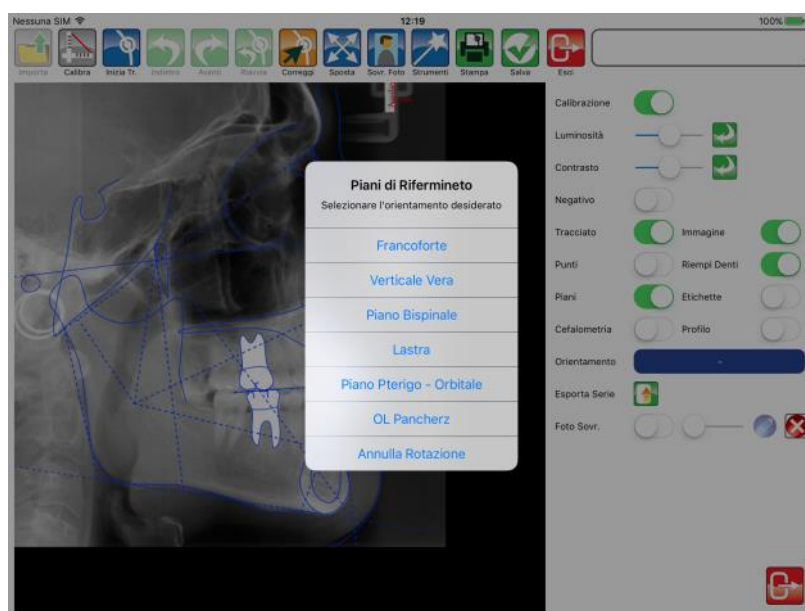 Nessuna SIM
12:19
100%
Importa Calibra Inizia Tr. Indietro Avanti Riavvia Correggi Sposta Sovr. Foto Strumenti Stampa Salva Esci
Calibrazione
Luminosità
Contrasto
Negativo
Tracciato Immagine
Punti Riempi Denti
Piani Etichette
Cefalometria Profilo
Orientamento -
Esporta Serie
Foto Sovr.
Piani di Rifermineto
Selezionare l'orientamento desiderato
Francoforte
Verticale Vera
Piano Bispinale
Lastra
Piano Pterigo - Orbitale
OL Pancherz
Annulla Rotazione